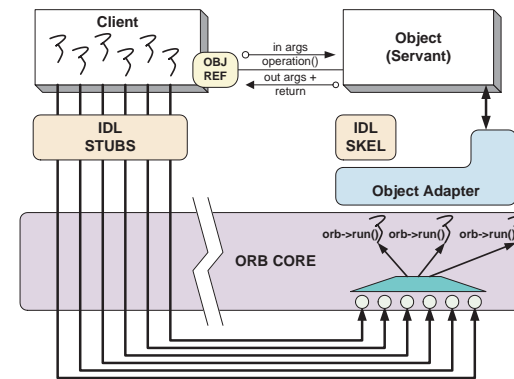 Client
OBJ
REF
in args
operation()
out args +
return
Object
(Servant)
IDL
STUBS
IDL
SKEL
Object Adapter
orb->run()
orb->run()
orb->run()
ORB CORE